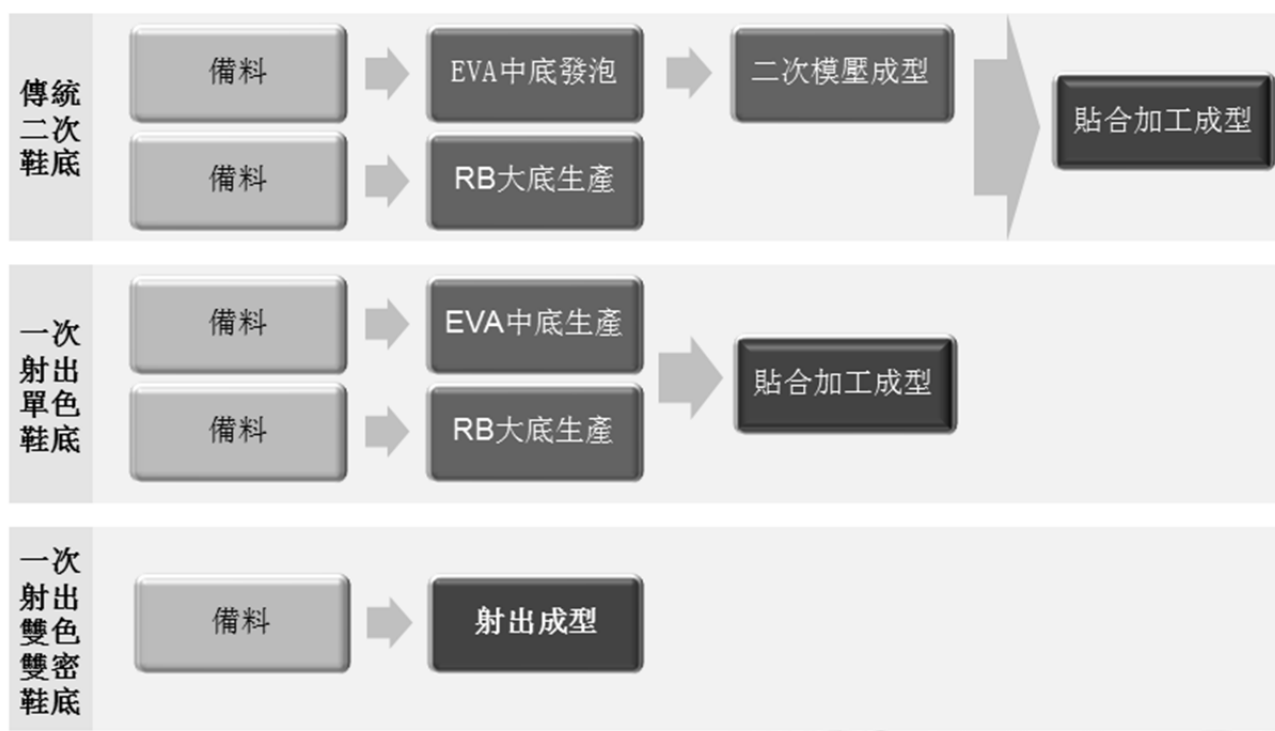 傳統
二次
鞋底
備料
EVA中底發泡
二次模壓成型
備料
RB大底生產
貼合加工成型
一次
射出
單色
鞋底
備料
EVA中底生產
備料
RB大底生產
貼合加工成型
一次
射出
雙色
雙密
鞋底
備料
射出成型